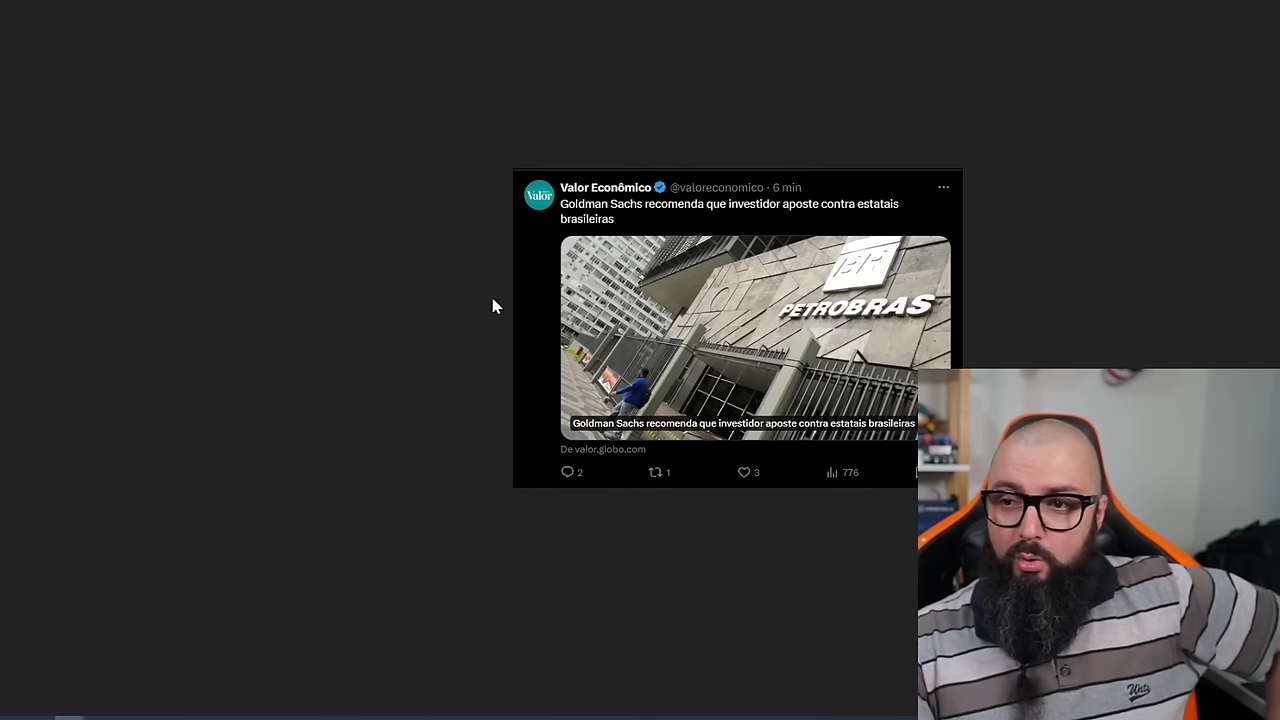 Valor
Valor Econômico @valoreconomico · 6 min
Goldman Sachs recomenda que investidor aposte contra estatais
brasileiras
BR
PETROBRAS
Goldman Sachs recomenda que investidor aposte contra estatais brasileiras
De valor.globo.com
2 1 3 776